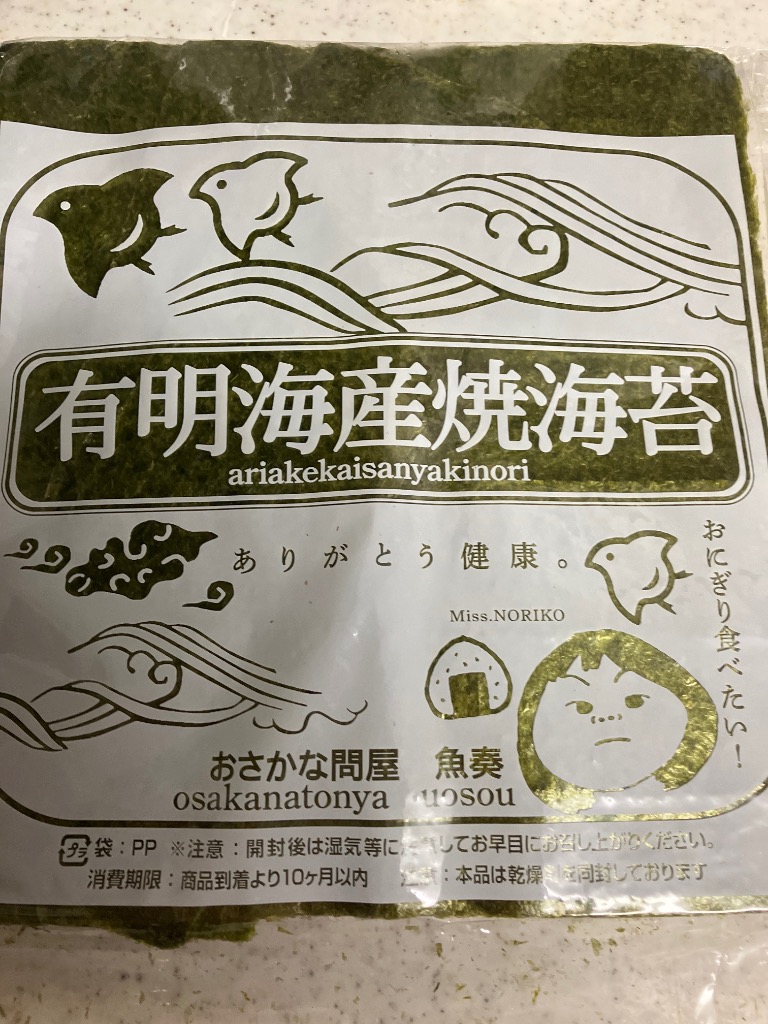 有明海産焼海苔
ariakekaisanyakinori
ありがとう健康。
おにぎり食べたい！
Miss.NORIKO
おさかな問屋 魚奏
osakanatonya uosou
プラ 袋：PP ※注意：開封後は湿気等に してお早目にお召し上がりください。
消費期限：商品到着より10ヶ月以内 ：本品は乾燥 を同封しております